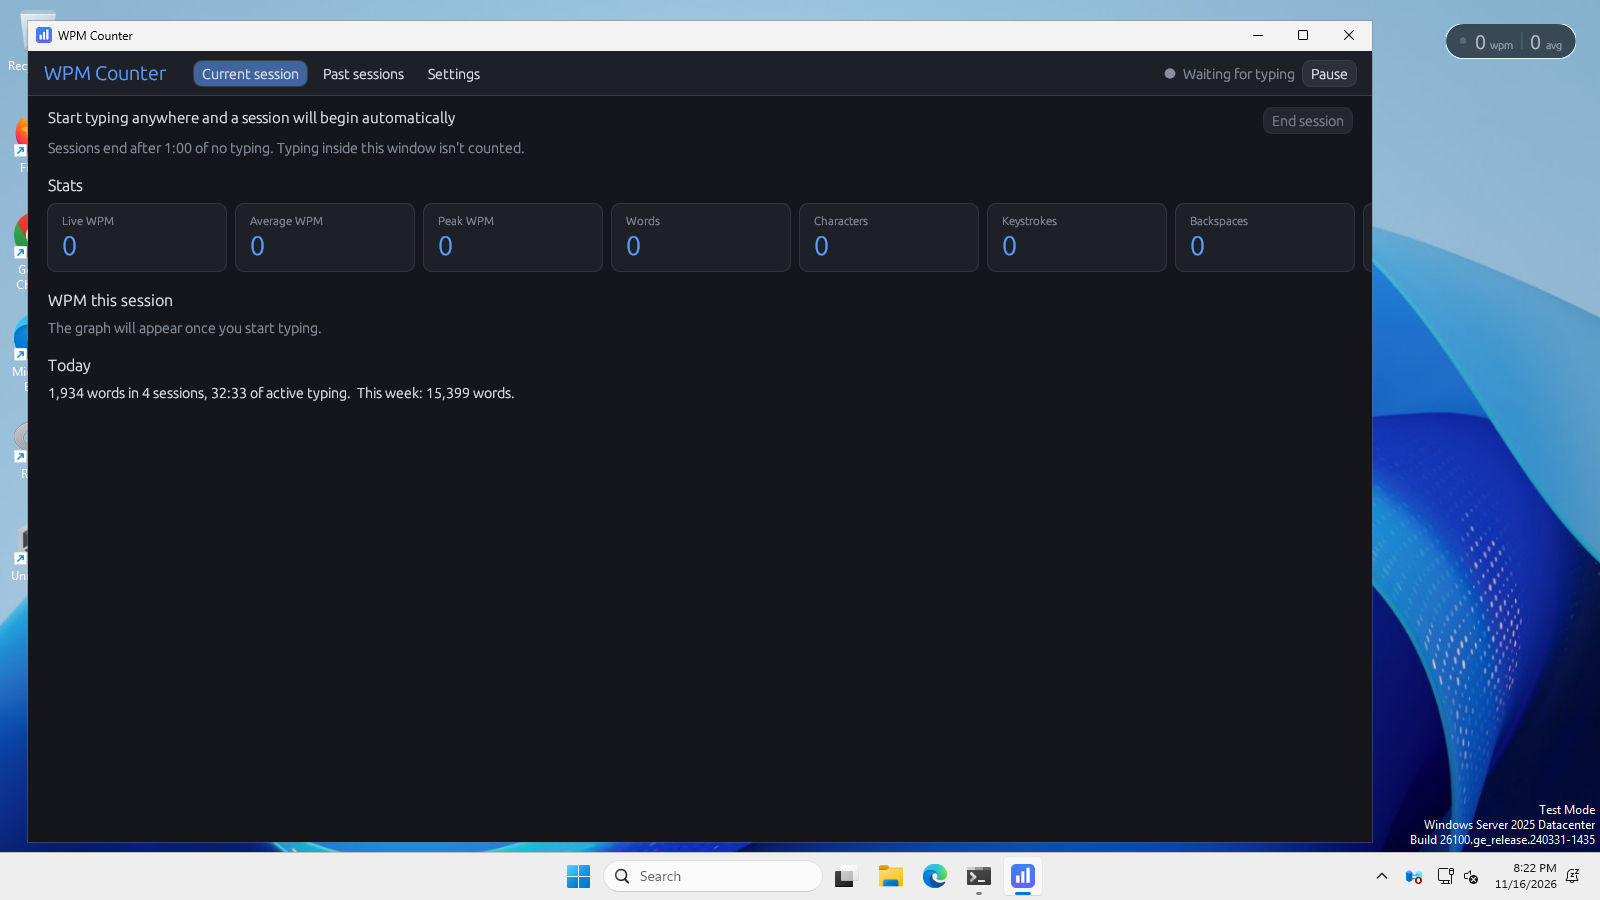 WPM Counter
0 wpm 0 avg
WPM Counter Current session Past sessions Settings Waiting for typing Pause
Start typing anywhere and a session will begin automatically End session
Sessions end after 1:00 of no typing. Typing inside this window isn't counted.
Stats
Live WPM Average WPM Peak WPM Words Characters Keystrokes Backspaces
0 0 0 0 0 0 0
WPM this session
The graph will appear once you start typing.
Today
1,934 words in 4 sessions, 32:33 of active typing. This week: 15,399 words.
Test Mode
Windows Server 2025 Datacenter
Build 26100.ge_release.240331-1435
Search
8:22 PM
11/16/2026